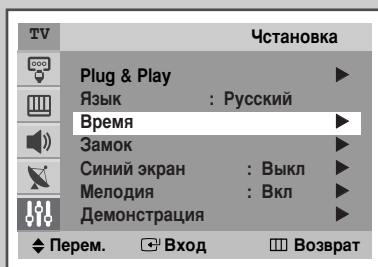 TV Чстановка
Plug & Play
Язык : Русский
Время
Замок
Синий экран : Выкл
Мелодия : Вкл
Демонстрация
Перем. Вход Возврат